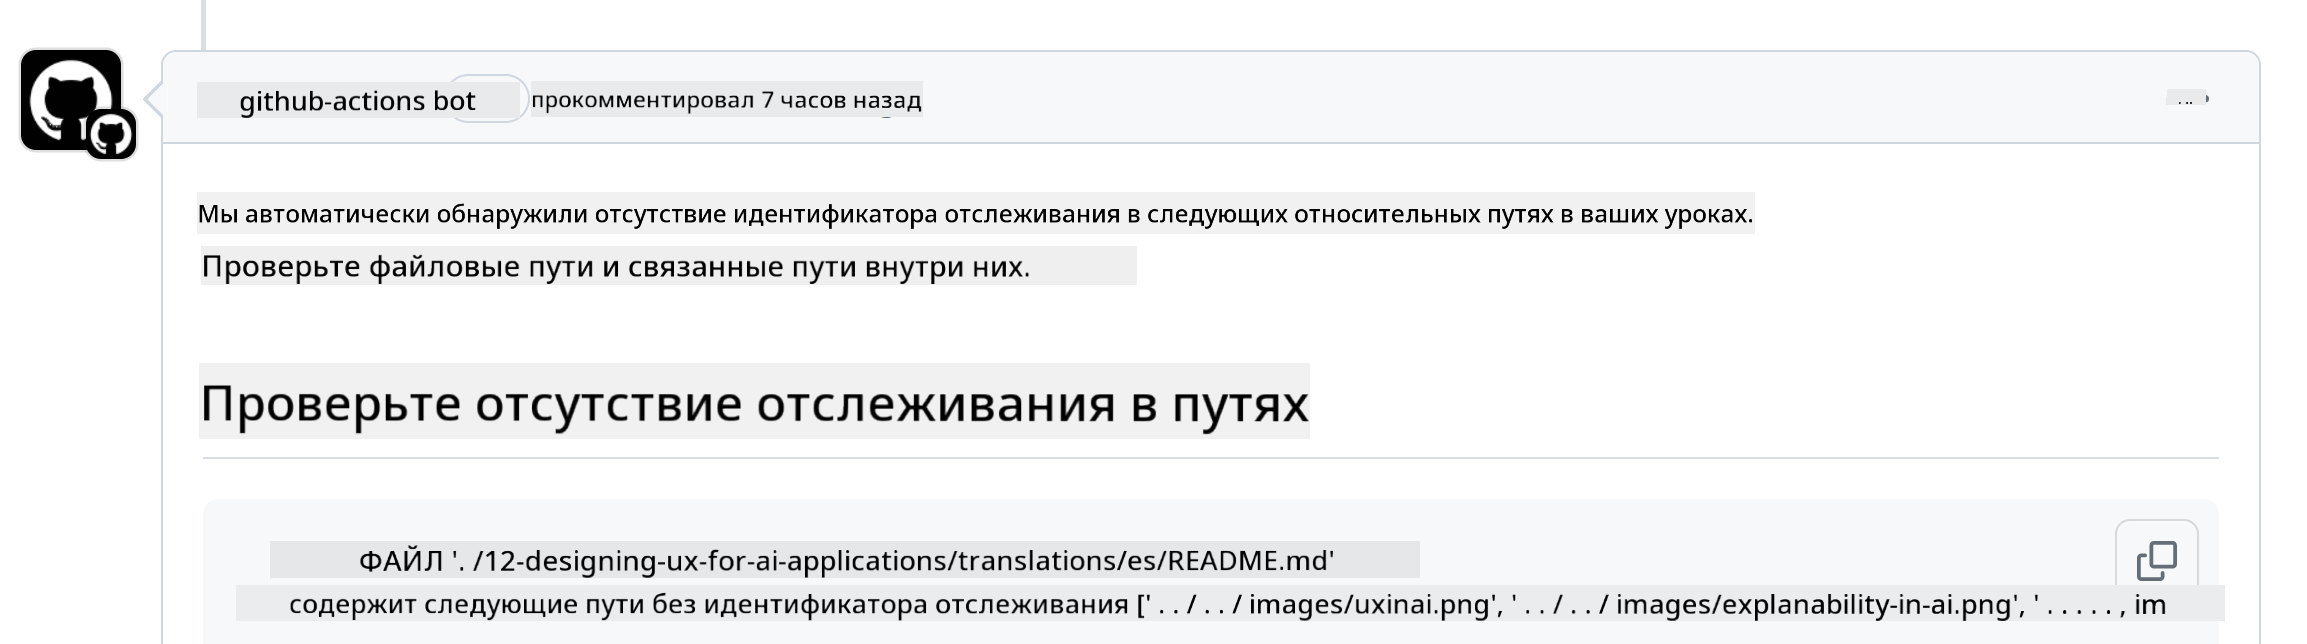 github-actions bot прокомментировал 7 часов назад
Мы автоматически обнаружили отсутствие идентификатора отслеживания в следующих относительных путях в ваших уроках.
Проверьте файловые пути и связанные пути внутри них.
Проверьте отсутствие отслеживания в путях
ФАЙЛ '. /12-designing-ux-for-ai-applications/translations/es/README.md'
содержит следующие пути без идентификатора отслеживания [' . . / . . / images/uxinai.png', ' . . / . . / images/explanability-in-ai.png', ' . . . . . , im